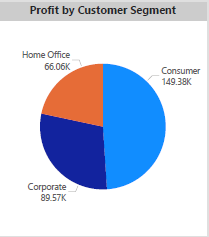 Profit by Customer Segment
Home Office
66.06K
Consumer
149.38K
Corporate
89.57K